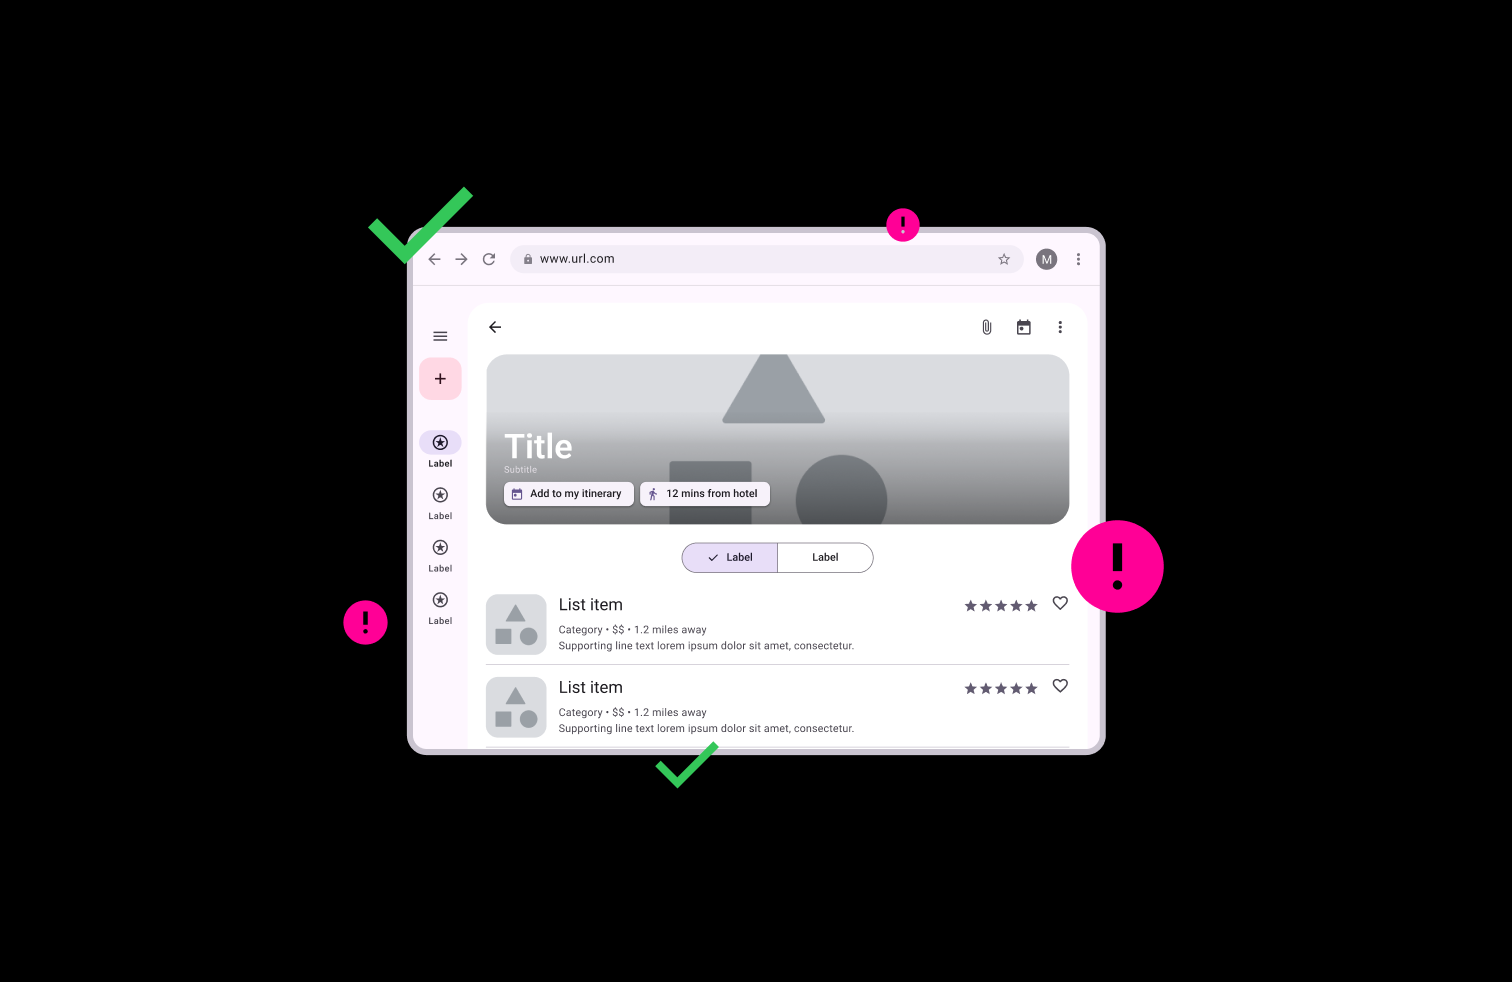 www.url.com
M
Title
Subtitle
Add to my itinerary
12 mins from hotel
Label
Label
Label
Label
Label
Label
List item
Category • $$ • 1.2 miles away
Supporting line text lorem ipsum dolor sit amet, consectetur.
List item
Category • $$ • 1.2 miles away
Supporting line text lorem ipsum dolor sit amet, consectetur.